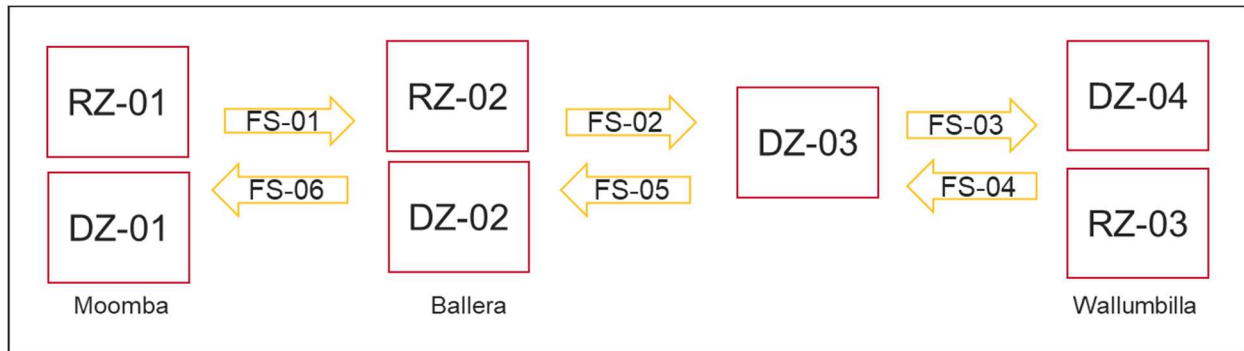 RZ-01
FS-01
RZ-02
FS-02
DZ-03
FS-03
DZ-04
DZ-01
FS-06
DZ-02
FS-05
FS-04
RZ-03
Moomba
Ballera
Wallumbilla